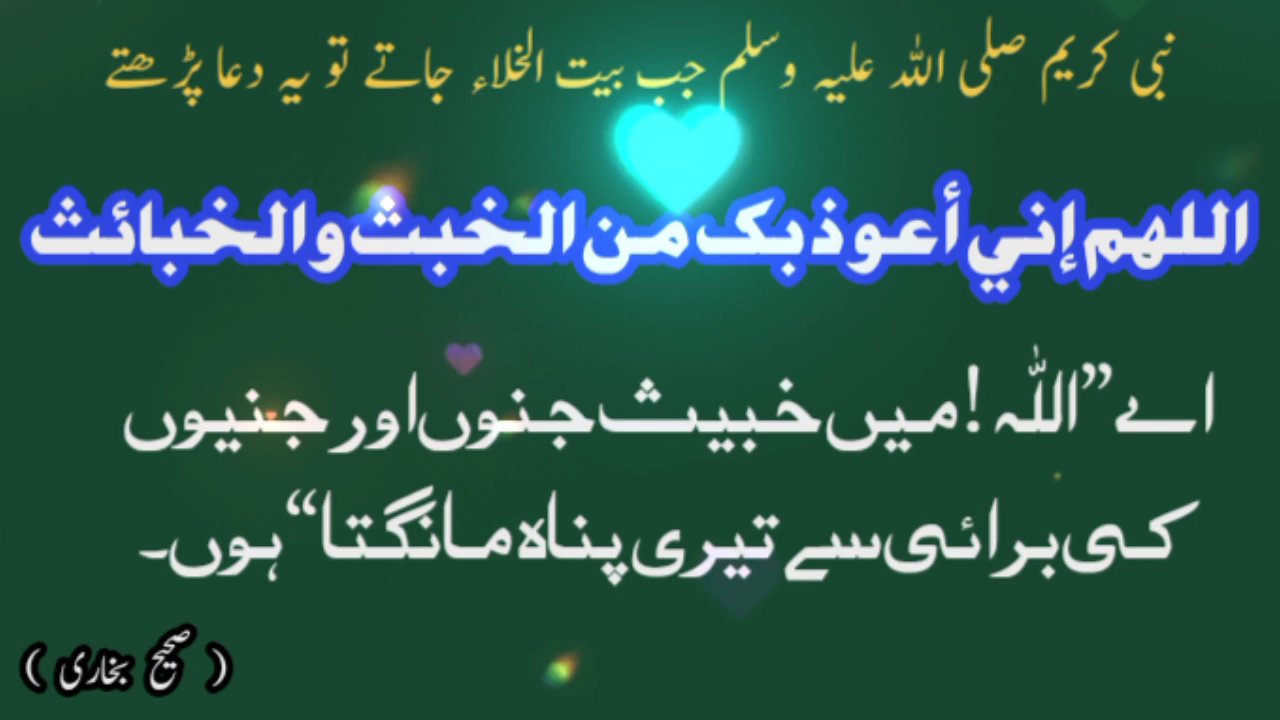 نبی کریم صلی اللہ علیہ وسلم جب بیت الخلاء جاتے تو یہ دعا پڑھتے
اللهم إني أعوذ بک من الخبث والخبائث
اے”اللہ! میں خبیث جنوں اور جنیوں
کی برائی سے تیری پناہ مانگتا“ ہوں۔
( صحیح بخاری )